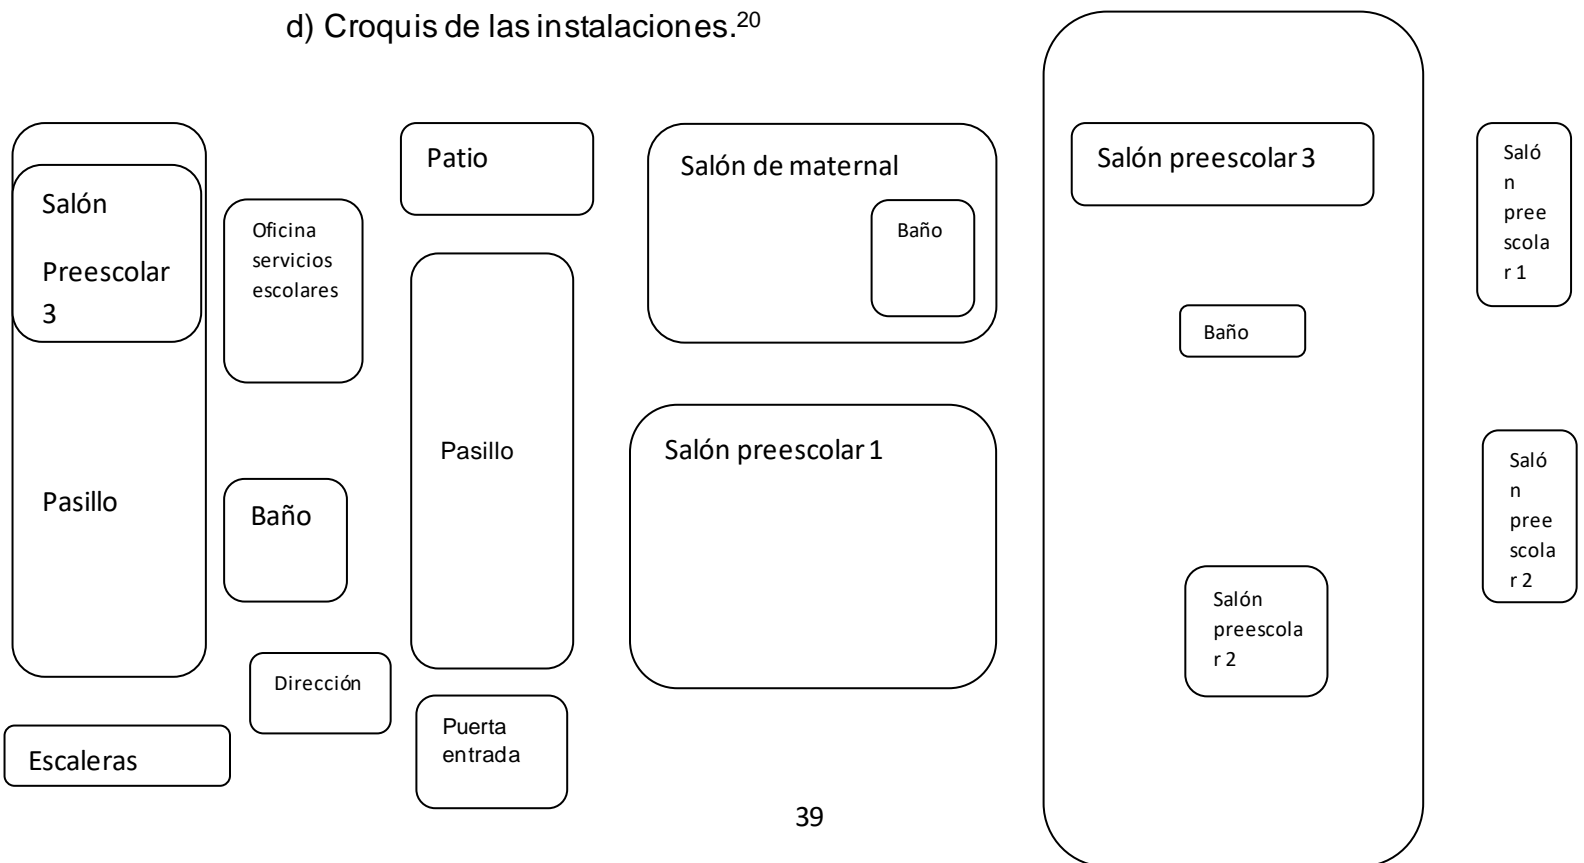 d) Croquis de las instalaciones.20
Salón
Preescolar
3
Pasillo
Escaleras
Oficina
servicios
escolares
Baño
Dirección
Patio
Pasillo
Puerta
entrada
Salón de maternal
Baño
Salón preescolar 1
Salón preescolar 3
Baño
Salón
preescola
r 2
Saló
n
pree
scola
r 1
Saló
n
pree
scola
r 2
39